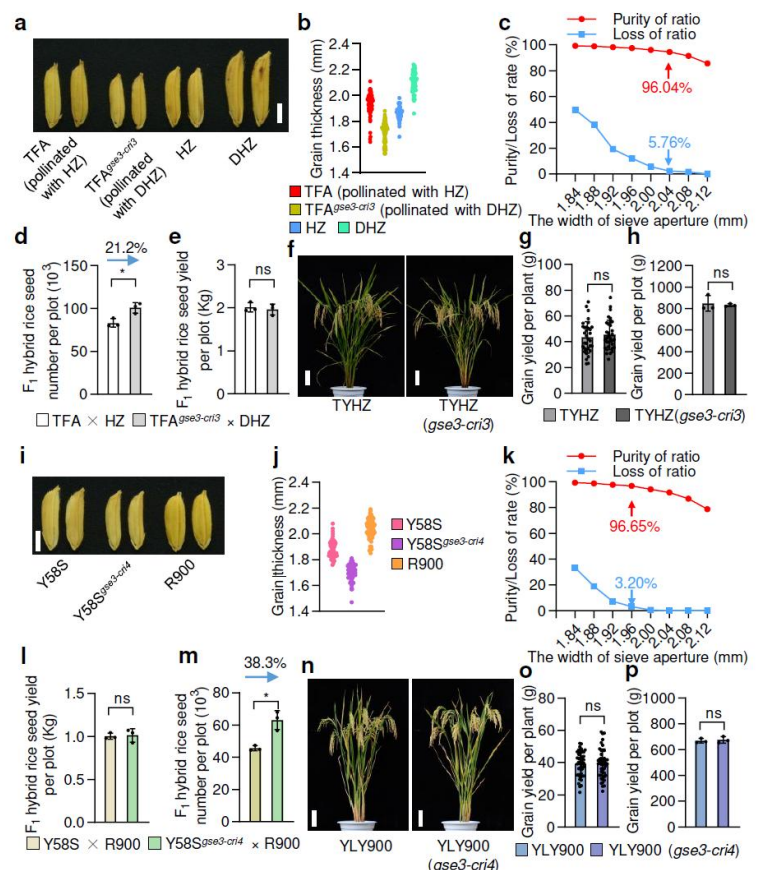 a
TFA
(pollinated
with HZ)
TFAgse3-cri3
(pollinated
with DHZ)
HZ
DHZ
b
Grain thickness (mm)
2.4
2.2
2.0
1.8
1.6
1.4
TFA (pollinated with HZ)
TFAgse3-cri3 (pollinated with DHZ)
HZ
DHZ
c
Purity of ratio
Loss of ratio
Purity/Loss of rate (%)
100
80
60
40
20
0
96.04%
5.76%
1.84
1.88
1.92
1.96
2.00
2.04
2.08
2.12
The width of sieve aperture (mm)
d
21.2%
F1 hybrid rice seed
number per plot (10³)
150
100
50
0
*
e
F1 hybrid rice seed yield
per plot (Kg)
3
2
1
0
ns
TFA × HZ
TFAgse3-cri3 × DHZ
f
TYHZ
TYHZ
(gse3-cri3)
g
Grain yield per plant (g)
100
80
60
40
20
0
ns
h
Grain yield per plot (g)
1200
1000
800
600
400
200
0
ns
TYHZ
TYHZ(gse3-cri3)
i
Y58S
Y58Sgse3-cri4
R900
j
Grain thickness (mm)
2.4
2.2
2.0
1.8
1.6
1.4
Y58S
Y58Sgse3-cri4
R900
k
Purity of ratio
Loss of ratio
Purity/Loss of rate (%)
100
80
60
40
20
0
96.65%
3.20%
1.84
1.88
1.92
1.96
2.00
2.04
2.08
2.12
The width of sieve aperture (mm)
l
F1 hybrid rice seed yield
per plot (Kg)
1.5
1.0
0.5
0.0
ns
m
38.3%
F1 hybrid rice seed
number per plot (10³)
80
60
40
20
0
*
Y58S × R900
Y58Sgse3-cri4 × R900
n
YLY900
YLY900
(gse3-cri4)
o
Grain yield per plant (g)
80
60
40
20
0
ns
p
Grain yield per plot (g)
1000
800
600
400
200
0
ns
YLY900
YLY900 (gse3-cri4)